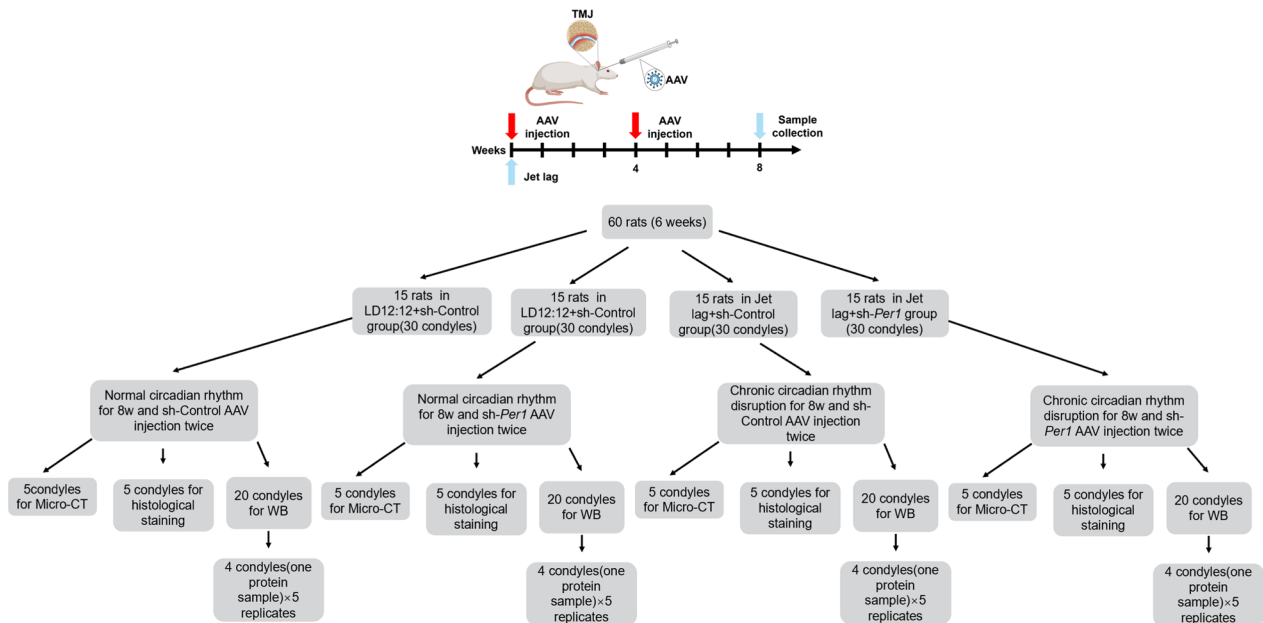 TMJ
AAV
AAV
injection
AAV
injection
Sample
collection
Weeks
4
8
Jet lag
60 rats (6 weeks)
15 rats in
LD12:12+sh-Control
group(30 condyles)
15 rats in
LD12:12+sh-Control
group(30 condyles)
15 rats in Jet
lag+sh-Control
group(30 condyles)
15 rats in Jet
lag+sh-Per1 group
(30 condyles)
Normal circadian rhythm
for 8w and sh-Control AAV
injection twice
Normal circadian rhythm
for 8w and sh-Per1 AAV
injection twice
Chronic circadian rhythm
disruption for 8w and sh-
Control AAV injection
twice
Chronic circadian rhythm
disruption for 8w and sh-
Per1 AAV injection twice
5condyles
for Micro-CT
5 condyles for
histological
staining
20 condyles
for WB
5 condyles
for Micro-CT
5 condyles for
histological
staining
20 condyles
for WB
5 condyles
for Micro-CT
5 condyles for
histological
staining
20 condyles
for WB
5 condyles
for Micro-CT
5 condyles for
histological
staining
20 condyles
for WB
4 condyles(one
protein
sample)×5
replicates
4 condyles(one
protein
sample)×5
replicates
4 condyles(one
protein
sample)×5
replicates
4 condyles(one
protein
sample)×5
replicates